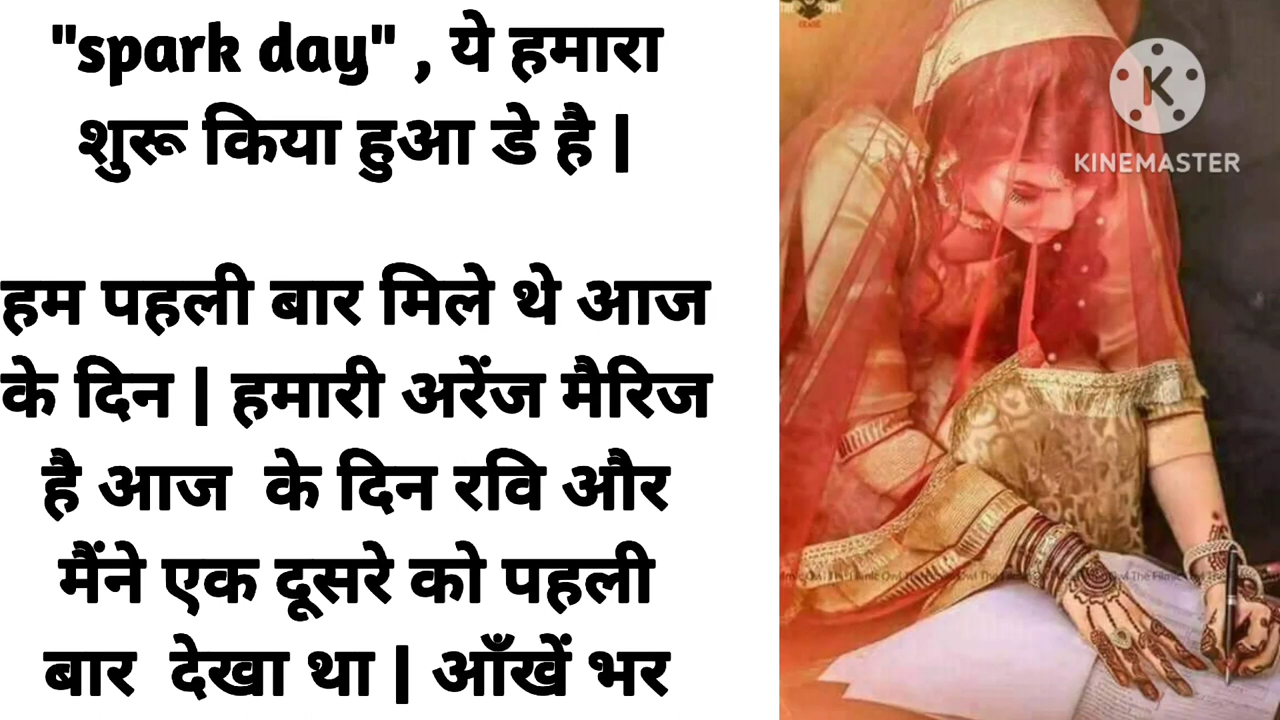 "spark day" , ये हमारा
शुरू किया हुआ डे है |
हम पहली बार मिले थे आज
के दिन | हमारी अरेंज मैरिज
है आज के दिन रवि और
मैंने एक दूसरे को पहली
बार देखा था | आँखें भर
K
KINEMASTER